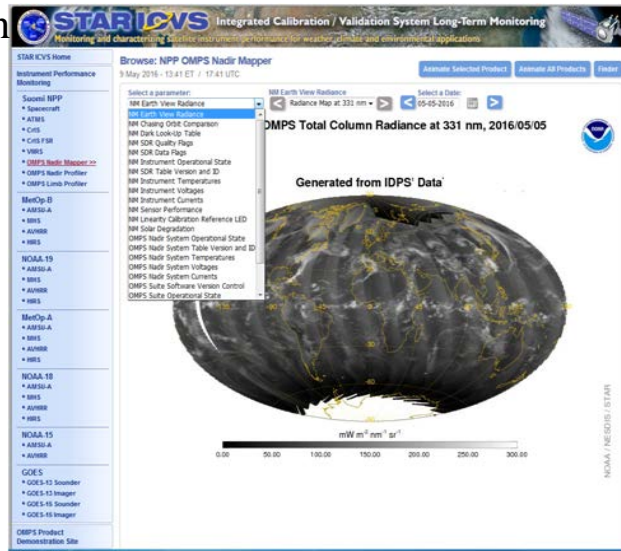 n
STAR ICVS Integrated Calibration / Validation System Long-Term Monitoring
Monitoring and characterizing satellite instrument performance for weather, climate and environmental applications
STAR ICVS Home
Instrument Performance
Monitoring
Suomi NPP
Spacecraft
ATMS
CrIS
CrIS FSR
VIIRS
OMPS Nadir Mapper >>
OMPS Nadir Profiler
OMPS Limb Profiler
MetOp-B
AMSU-A
MHS
AVHRR
HIRS
NOAA-19
AMSU-A
MHS
AVHRR
HIRS
MetOp-A
AMSU-A
MHS
AVHRR
HIRS
NOAA-18
AMSU-A
MHS
AVHRR
HIRS
NOAA-15
AMSU-A
AVHRR
GOES
GOES-13 Sounder
GOES-13 Imager
GOES-15 Sounder
GOES-15 Imager
OMPS Product
Demonstration Site
Browse: NPP OMPS Nadir Mapper
9 May 2016 - 13:41 ET / 17:41 UTC
Animate Selected Product
Animate All Products
Finder
Select a parameter:
NM Earth View Radiance
Select a Date:
NM Earth View Radiance
Radiance Map at 331 nm
05-05-2016
NM Earth View Radiance
NM Chasing Orbit Comparison
NM Dark Look-Up Table
NM SDR Quality Flags
NM SDR Data Flags
NM Instrument Operational State
NM SDR Table Version and ID
NM Instrument Temperatures
NM Instrument Voltages
NM Instrument Currents
NM Sensor Performance
NM Linearity Calibration Reference LED
NM Solar Degradation
OMPS Nadir System Operational State
OMPS Nadir System Table Version and ID
OMPS Nadir System Temperatures
OMPS Nadir System Voltages
OMPS Nadir System Currents
OMPS Suite Software Version Control
OMPS Suite Operational State
OMPS Total Column Radiance at 331 nm, 2016/05/05
Generated from IDPS' Data
mW m⁻² nm⁻¹ sr⁻¹
0.00 50.00 100.00 150.00 200.00 250.00 300.00
NOAA / NESDIS / STAR